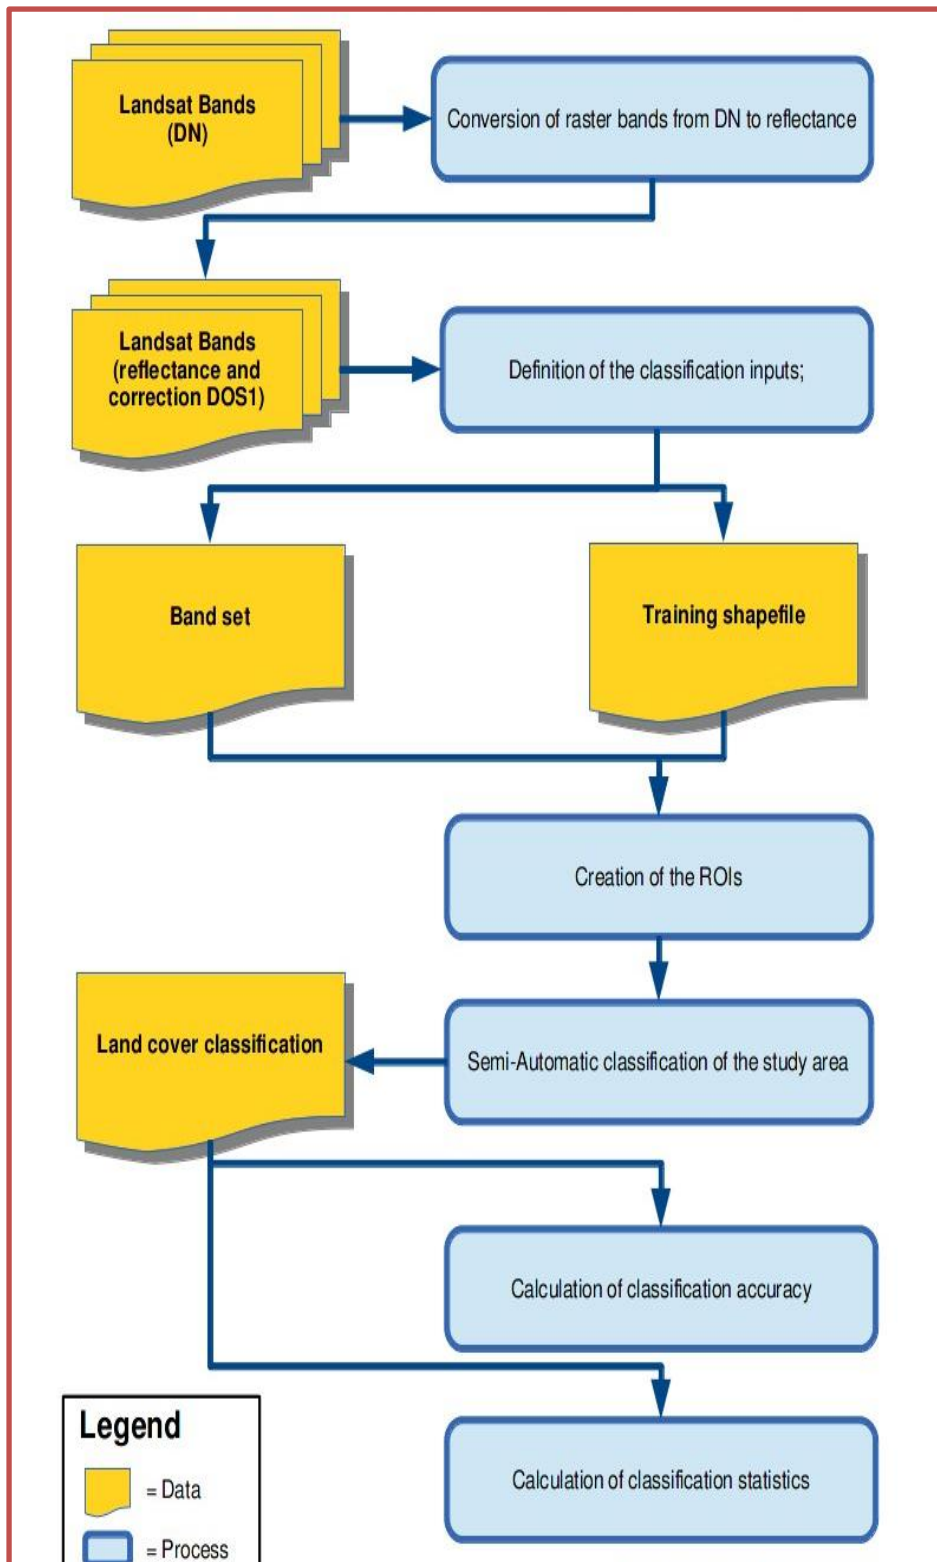 Landsat Bands
(DN)
Conversion of raster bands from DN to reflectance
Landsat Bands
(reflectance and
correction DOS1)
Definition of the classification inputs;
Band set
Training shapefile
Creation of the ROIs
Land cover classification
Semi-Automatic classification of the study area
Calculation of classification accuracy
Calculation of classification statistics
Legend
= Data
= Process